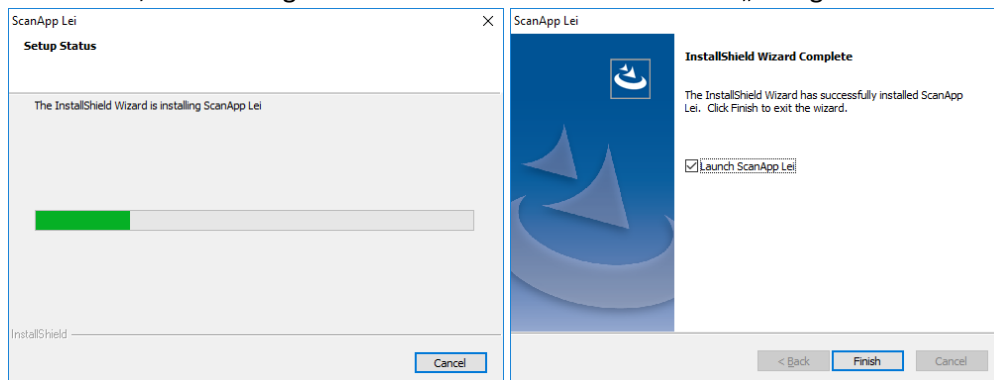 ScanApp Lei
Setup Status
The InstallShield Wizard is installing ScanApp Lei
InstallShield
Cancel
ScanApp Lei
InstallShield Wizard Complete
The InstallShield Wizard has successfully installed ScanApp
Lei. Click Finish to exit the wizard.
Launch ScanApp Lei
< Back
Finish
Cancel